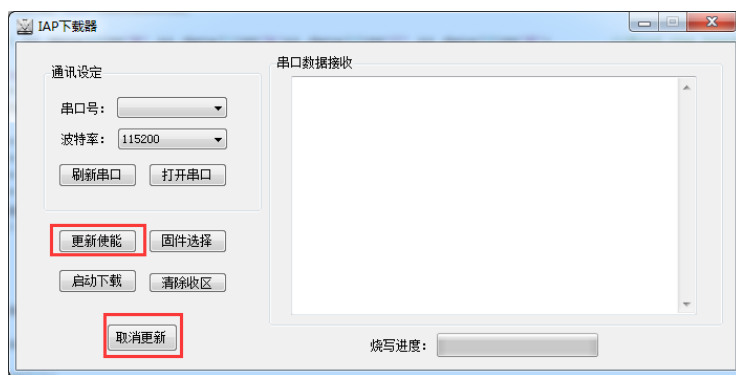 IAP下载器
通讯设定
串口号：
波特率： 115200
刷新串口 打开串口
更新使能 固件选择
启动下载 清除收区
取消更新
串口数据接收
烧写进度：